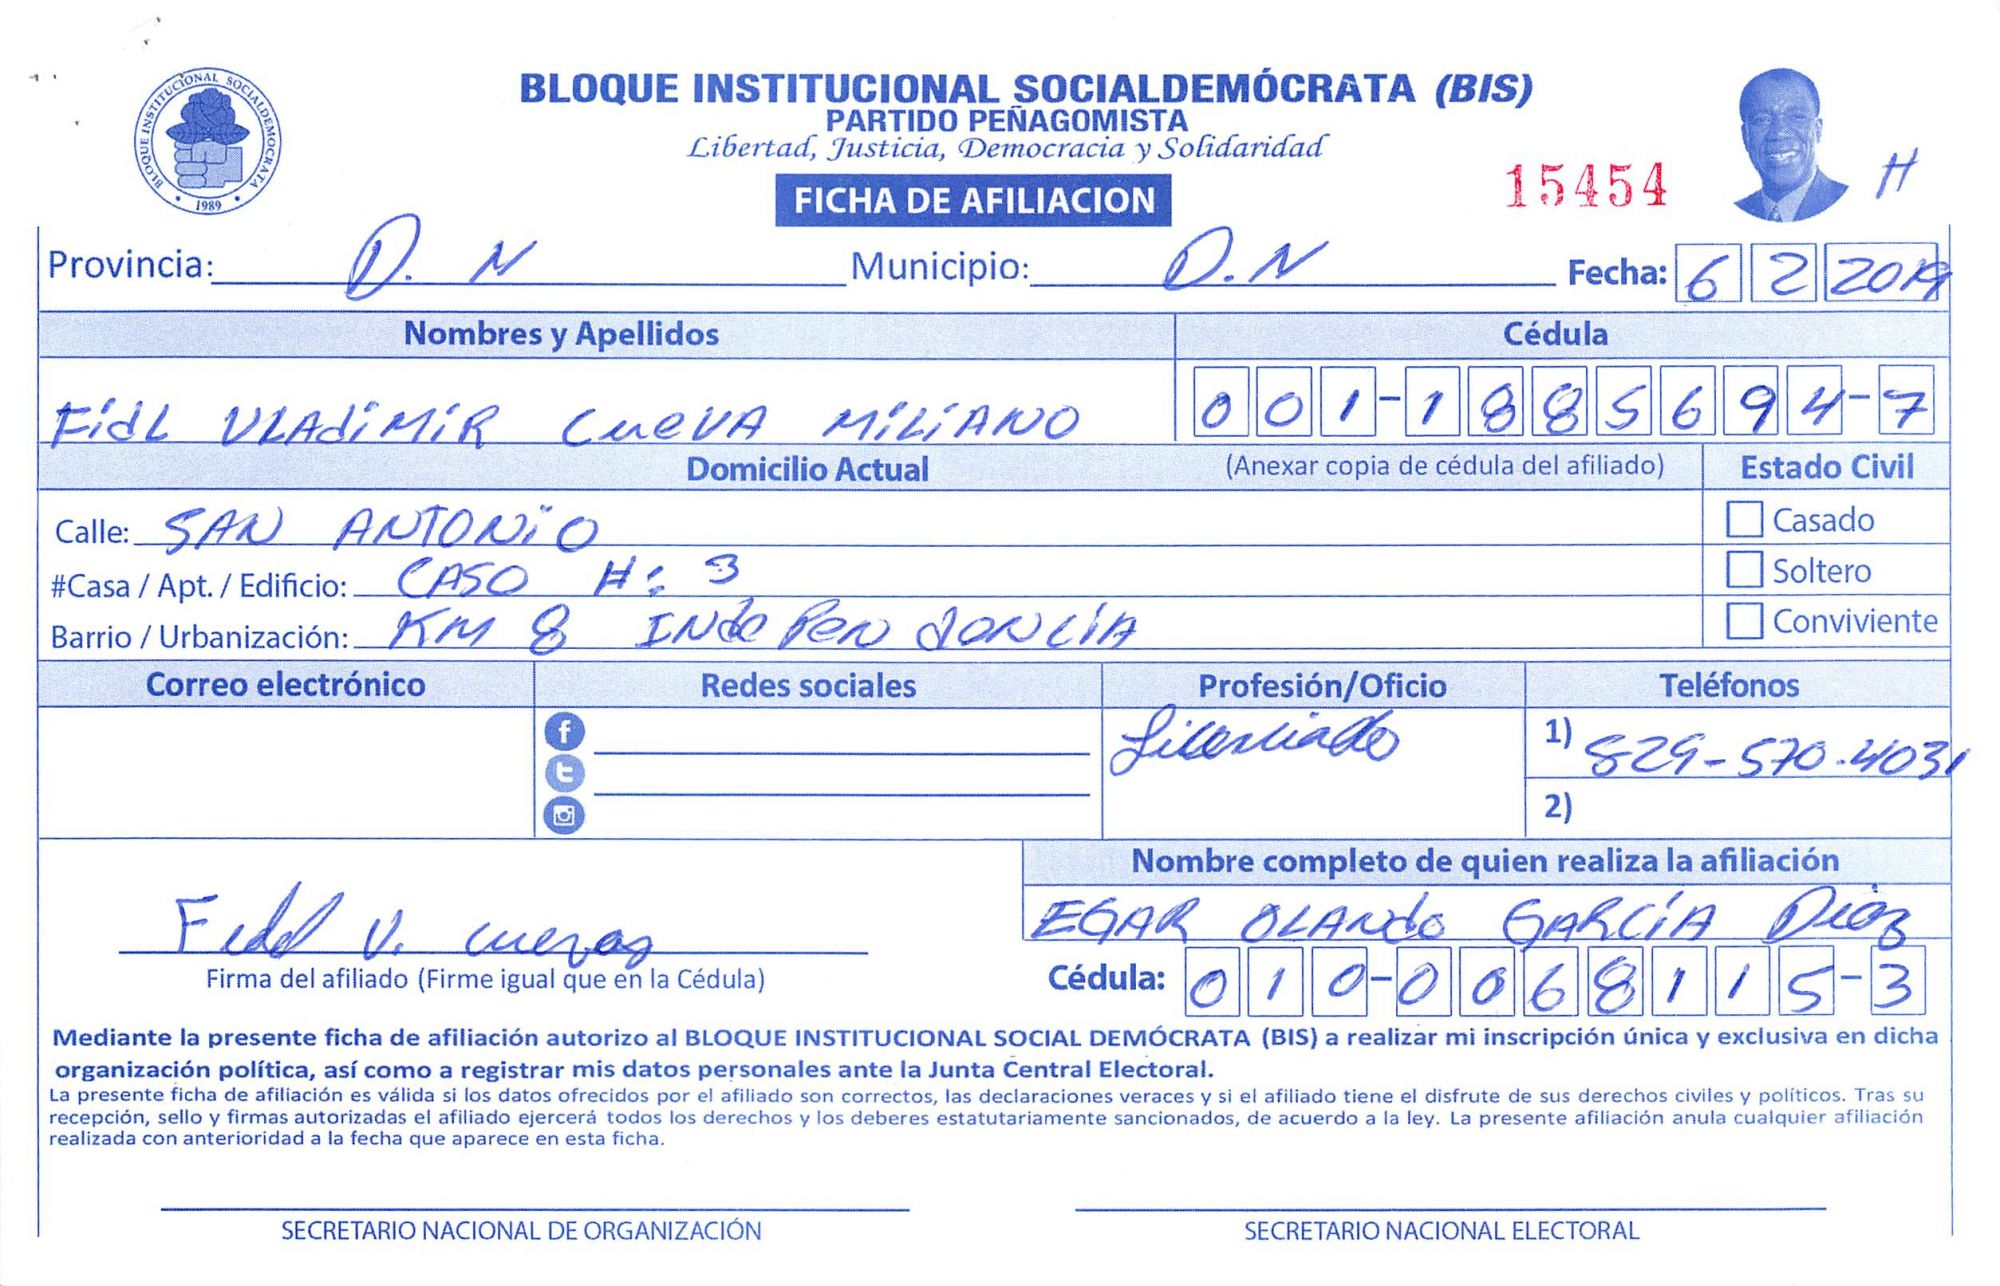 BLOQUE INSTITUCIONAL SOCIALDEMOCRATA
1989
BLOQUE INSTITUCIONAL SOCIALDEMÓCRATA (BIS)
PARTIDO PEÑAGOMISTA
Libertad, Justicia, Democracia y Solidaridad
FICHA DE AFILIACION
15454
H
Provincia: D. N Municipio: D. N Fecha: 6 2 2019
Nombres y Apellidos Cédula
FidL VLAdiMiR CueVA MiLiANO 001-1885694-7
Domicilio Actual (Anexar copia de cédula del afiliado) Estado Civil
Calle: SAN ANTONiO Casado
#Casa / Apt. / Edificio: CASO #: 3 Soltero
Barrio / Urbanización: KM 8 INdePeNdeNcíA Conviviente
Correo electrónico Redes sociales Profesión/Oficio Teléfonos
Licenciado 1) 829-570-4031
2)
Nombre completo de quien realiza la afiliación
EGAR OLANdo GARCíA Diaz
Fidel V. cuevas
Firma del afiliado (Firme igual que en la Cédula) Cédula: 010-0068115-3
Mediante la presente ficha de afiliación autorizo al BLOQUE INSTITUCIONAL SOCIAL DEMÓCRATA (BIS) a realizar mi inscripción única y exclusiva en dicha
organización política, así como a registrar mis datos personales ante la Junta Central Electoral.
La presente ficha de afiliación es válida si los datos ofrecidos por el afiliado son correctos, las declaraciones veraces y si el afiliado tiene el disfrute de sus derechos civiles y políticos. Tras su
recepción, sello y firmas autorizadas el afiliado ejercerá todos los derechos y los deberes estatutariamente sancionados, de acuerdo a la ley. La presente afiliación anula cualquier afiliación
realizada con anterioridad a la fecha que aparece en esta ficha.
SECRETARIO NACIONAL DE ORGANIZACIÓN SECRETARIO NACIONAL ELECTORAL